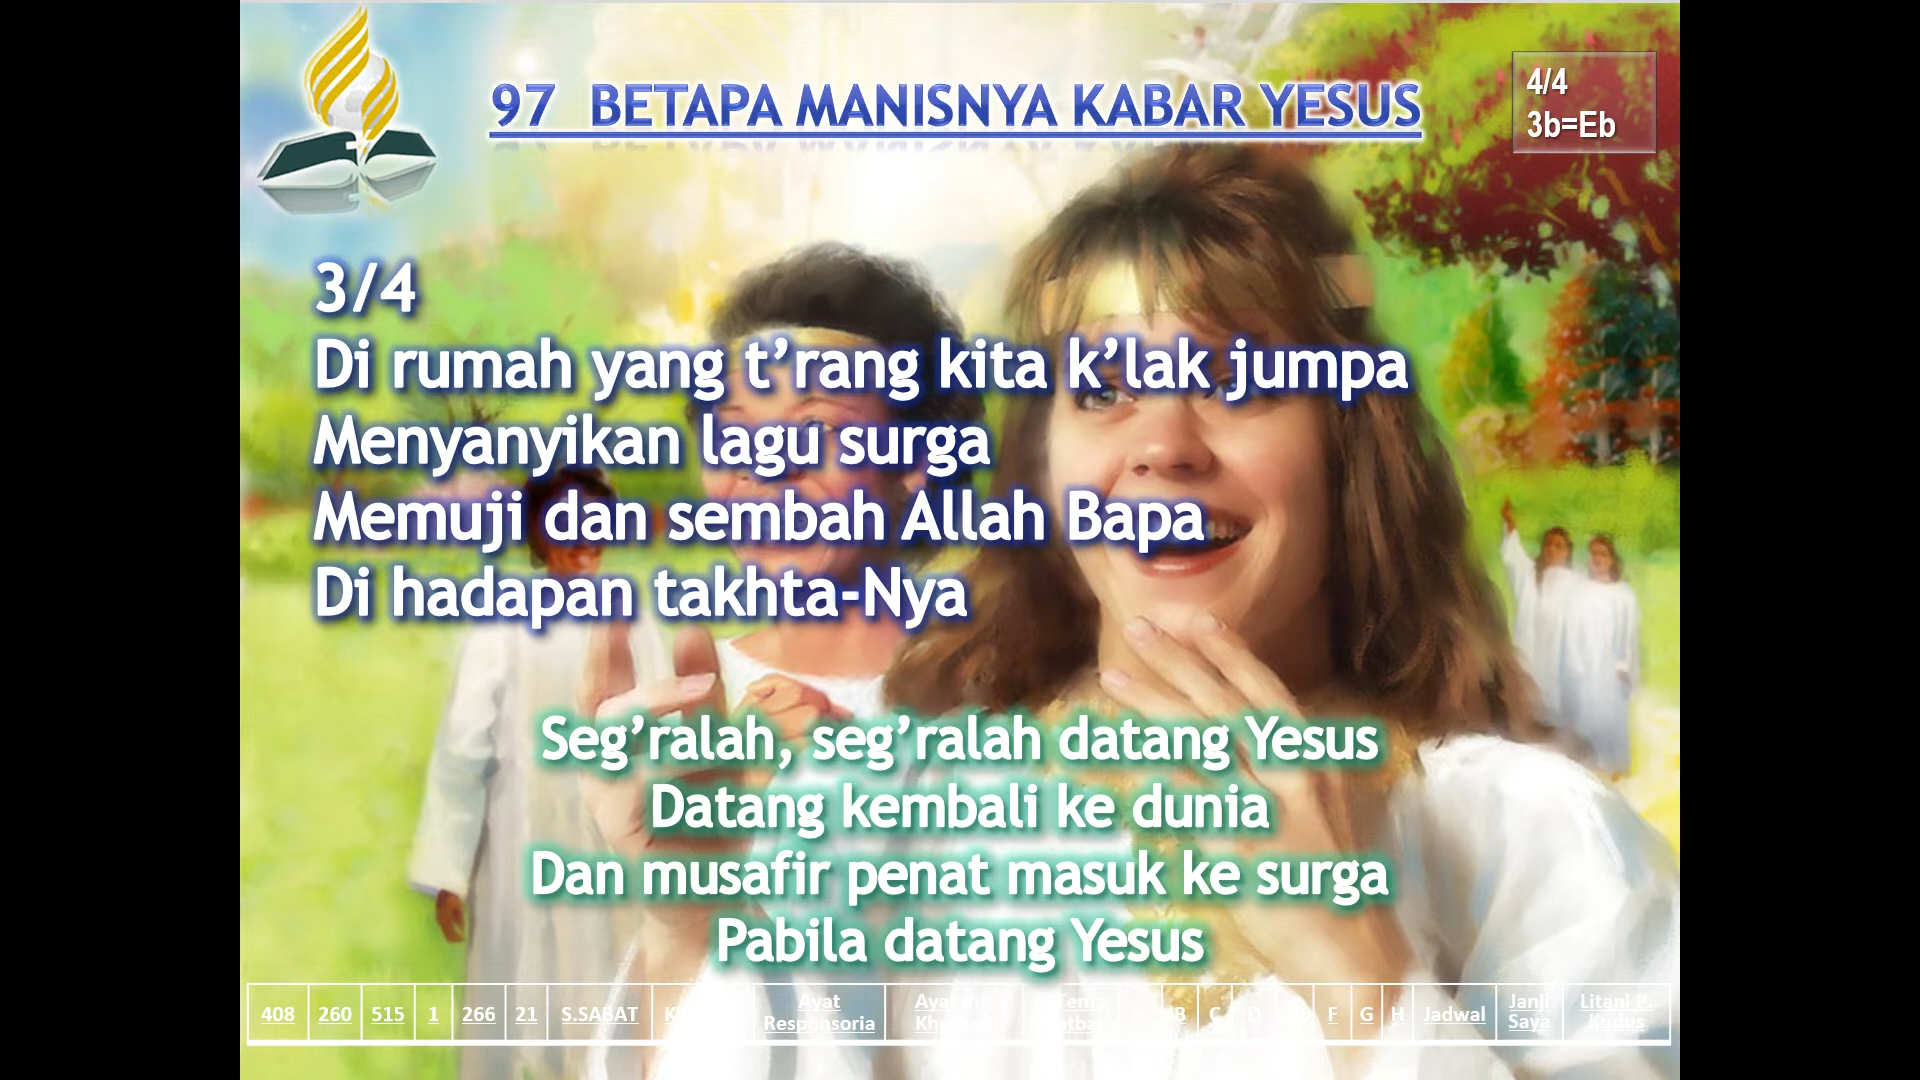 97 BETAPA MANISNYA KABAR YESUS
4/4
3b=Eb
3/4
Di rumah yang t’rang kita k’lak jumpa
Menyanyikan lagu surga
Memuji dan sembah Allah Bapa
Di hadapan takhta-Nya
Seg’ralah, seg’ralah datang Yesus
Datang kembali ke dunia
Dan musafir penat masuk ke surga
Pabila datang Yesus
408 260 515 1 266 21 S.SABAT Ayat Responsoria B C D F G H Jadwal Janji Saya Litani P. Kudus